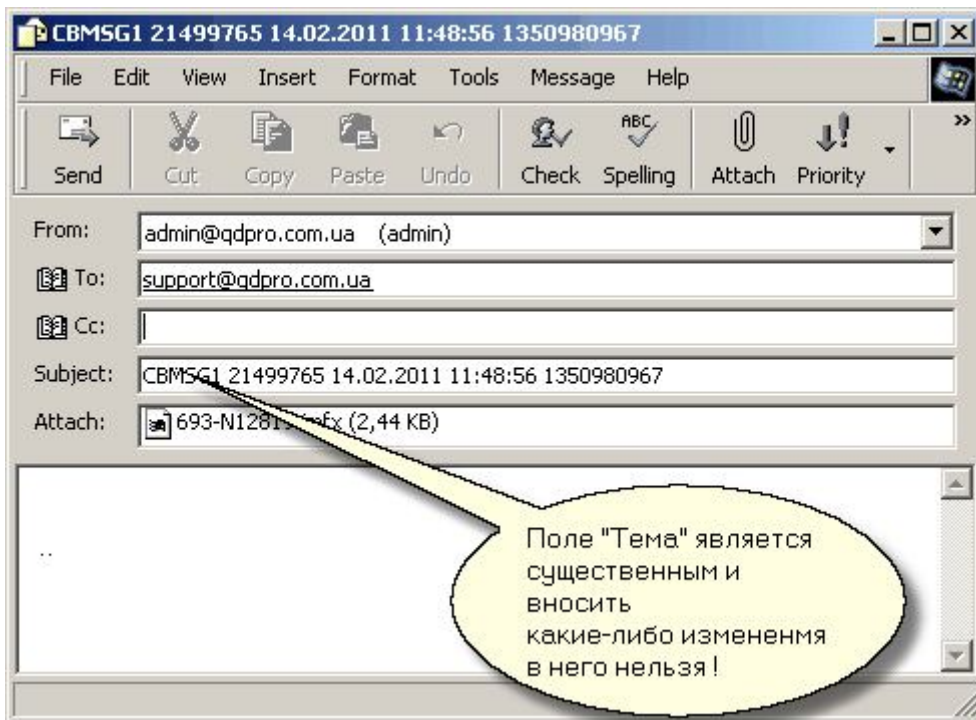 CBMSG1 21499765 14.02.2011 11:48:56 1350980967
File Edit View Insert Format Tools Message Help
Send Cut Copy Paste Undo Check Spelling Attach Priority
From: admin@qdpro.com.ua (admin)
To: support@qdpro.com.ua
Cc:
Subject: CBMSG1 21499765 14.02.2011 11:48:56 1350980967
Attach: (2,44 KB)
..
Поле "Тема" является
существенным и
вносить
какие-либо измененмя
в него нельзя!